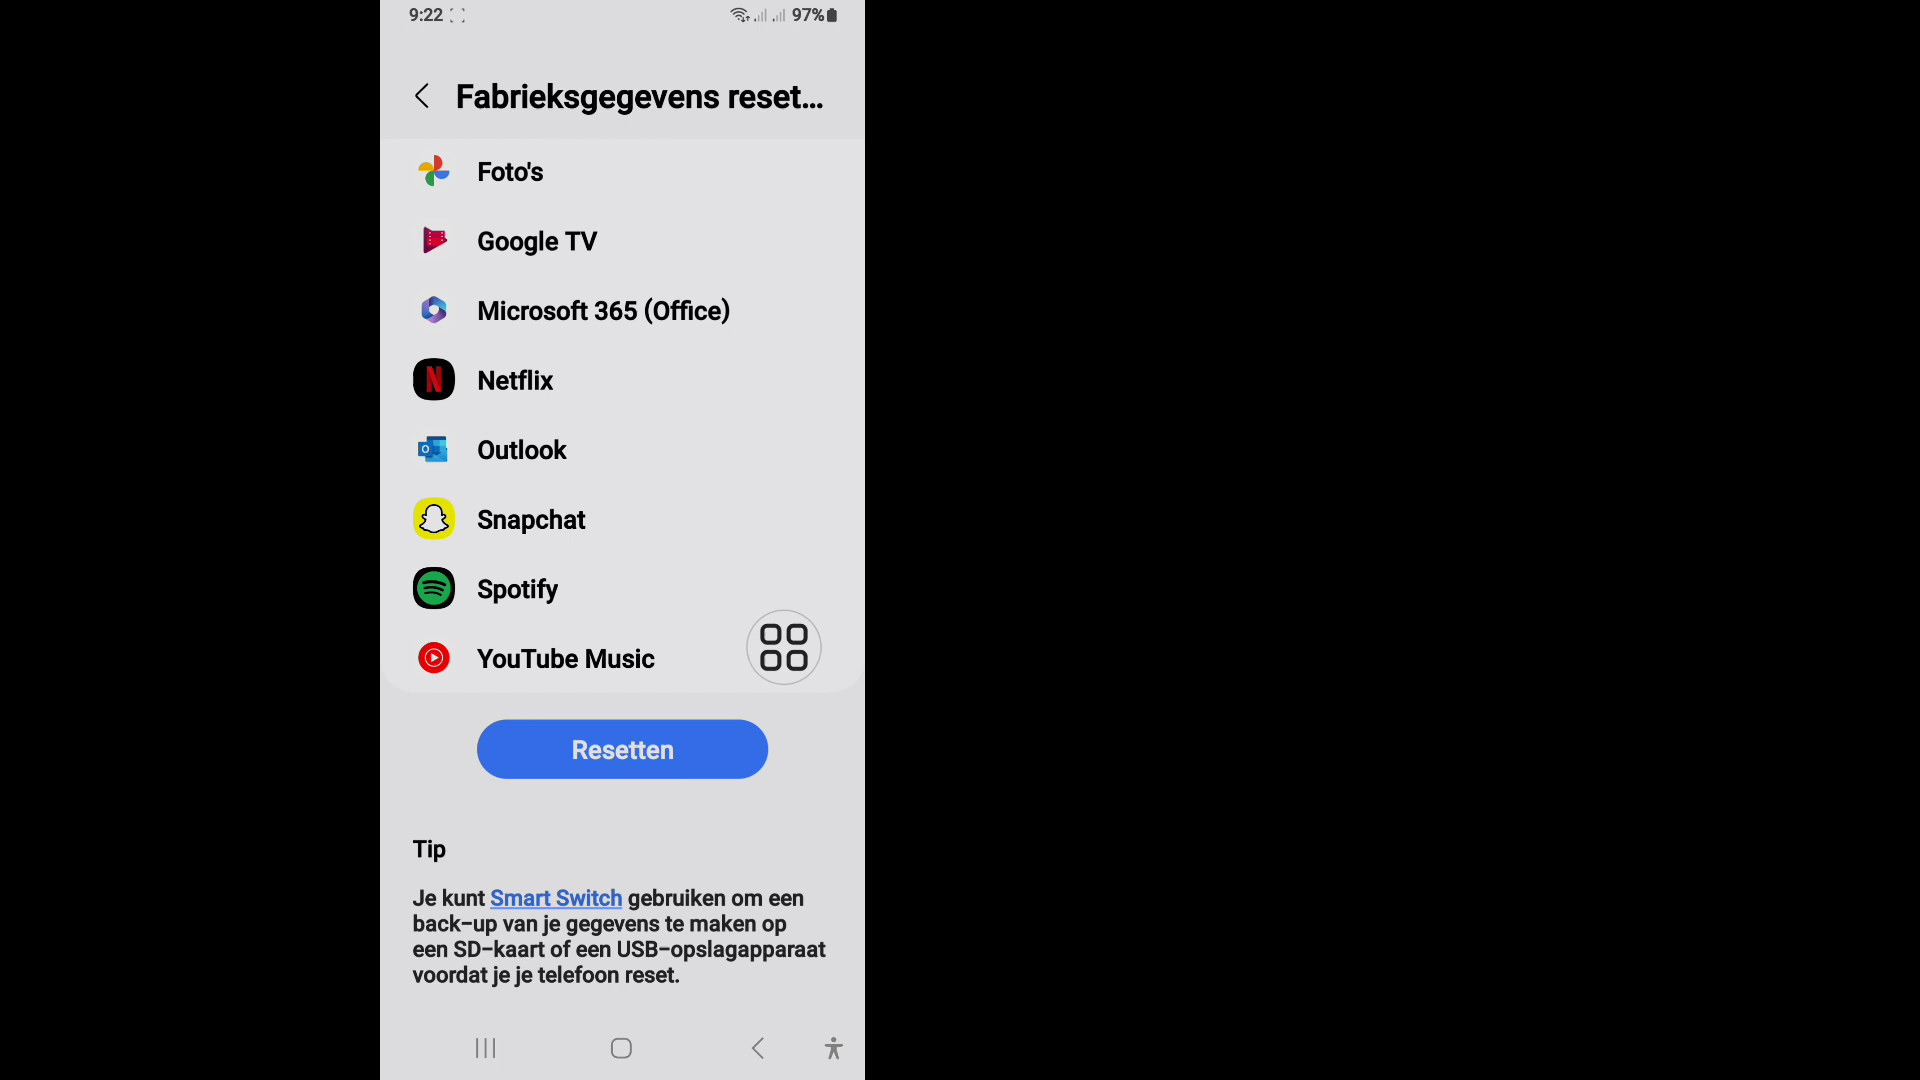 9:22
97%
Fabrieksgegevens reset...
Foto's
Google TV
Microsoft 365 (Office)
Netflix
Outlook
Snapchat
Spotify
YouTube Music
Resetten
Tip
Je kunt Smart Switch gebruiken om een
back-up van je gegevens te maken op
een SD-kaart of een USB-opslagapparaat
voordat je je telefoon reset.